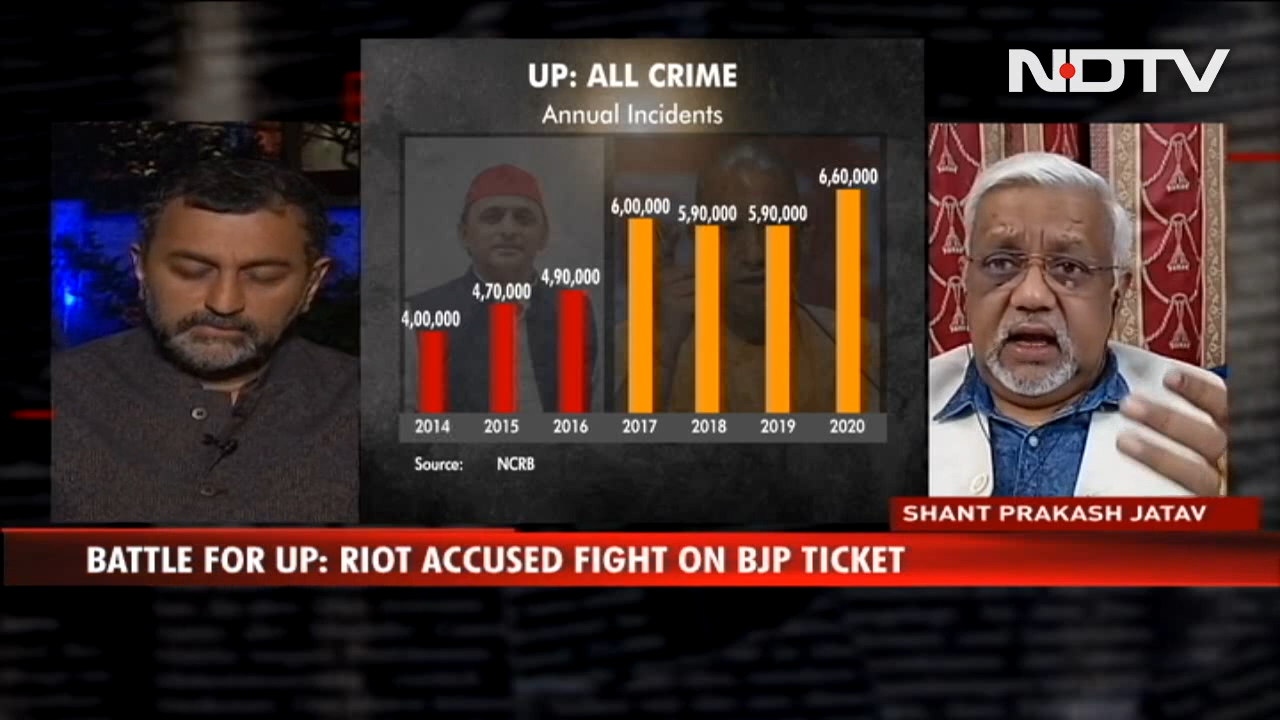 NDTV
UP: ALL CRIME
Annual Incidents
4,00,000
4,70,000
4,90,000
6,00,000
5,90,000
5,90,000
6,60,000
2014 2015 2016 2017 2018 2019 2020
Source: NCRB
SHANT PRAKASH JATAV
BATTLE FOR UP: RIOT ACCUSED FIGHT ON BJP TICKET